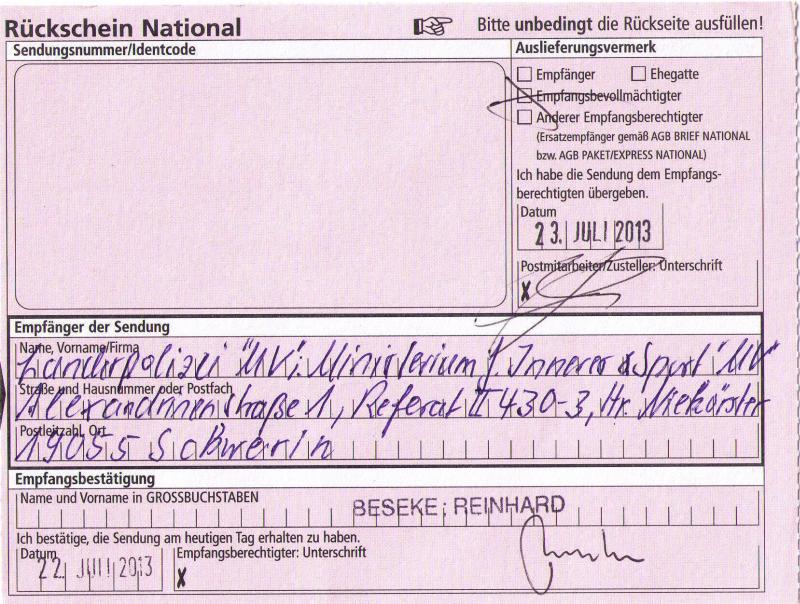 Rückschein National
Bitte unbedingt die Rückseite ausfüllen!
Sendungsnummer/Identcode
Auslieferungsvermerk
Empfänger
Ehegatte
Empfangsbevollmächtigter
Anderer Empfangsberechtigter
(Ersatzempfänger gemäß AGB BRIEF NATIONAL
bzw. AGB PAKET/EXPRESS NATIONAL)
Ich habe die Sendung dem Empfangs-
berechtigten übergeben.
Datum
23. JULI 2013
Postmitarbeiter/Zusteller: Unterschrift
X
Empfänger der Sendung
Name, Vorname/Firma
Landespolizei "MV": Ministerium f. Inneres & Sport "MV"
Straße und Hausnummer oder Postfach
Alexandrinenstraße 1, Referat II 430-3, Hr.
Postleitzahl, Ort
19055 Schwerin
Empfangsbestätigung
Name und Vorname in GROSSBUCHSTABEN
BESEKE; REINHARD
Ich bestätige, die Sendung am heutigen Tag erhalten zu haben.
Datum
22. JULI 2013
Empfangsberechtigter: Unterschrift
X